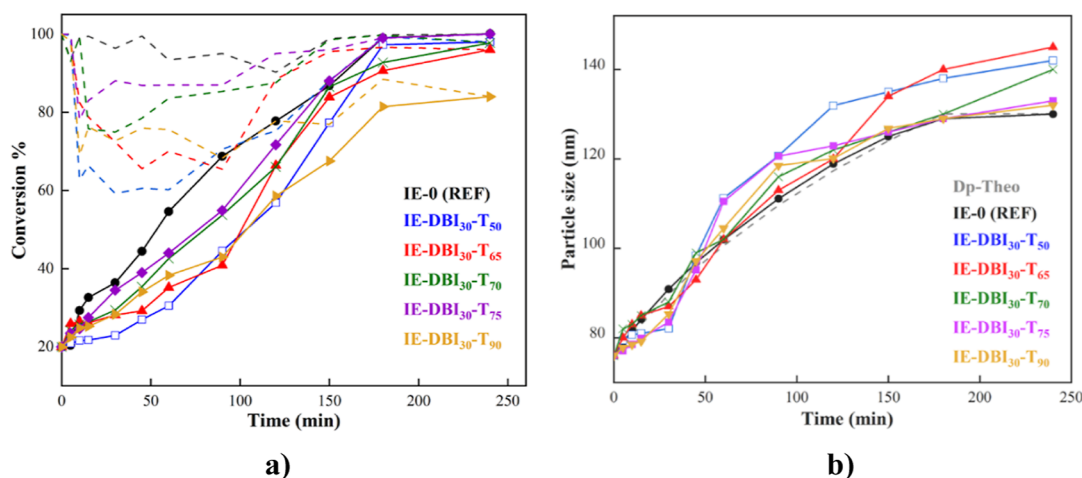 100
80
60
40
20
Conversion %
0
50
100
150
200
250
Time (min)
IE-0 (REF)
IE-DBI₃₀-T₅₀
IE-DBI₃₀-T₆₅
IE-DBI₃₀-T₇₀
IE-DBI₃₀-T₇₅
IE-DBI₃₀-T₉₀
a)
140
120
100
80
Particle size (nm)
0
50
100
150
200
250
Time (min)
Dp-Theo
IE-0 (REF)
IE-DBI₃₀-T₅₀
IE-DBI₃₀-T₆₅
IE-DBI₃₀-T₇₀
IE-DBI₃₀-T₇₅
IE-DBI₃₀-T₉₀
b)